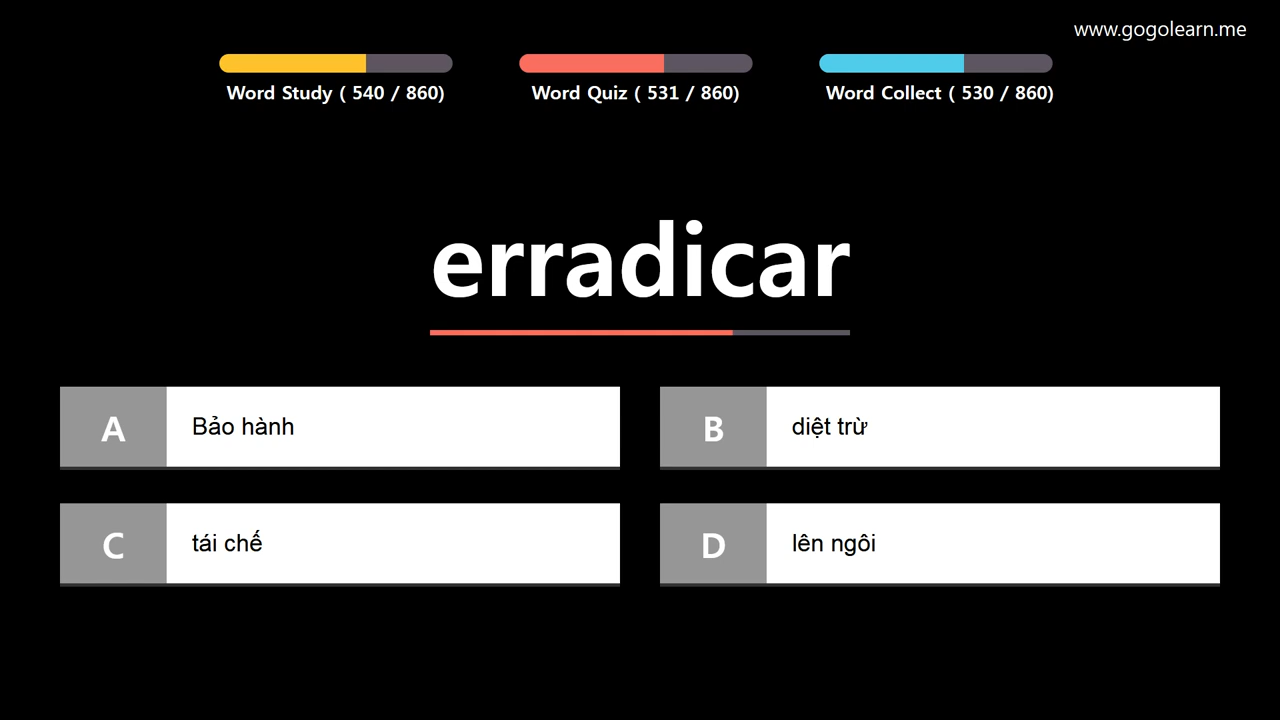 www.gogolearn.me
Word Study ( 540 / 860)
Word Quiz ( 531 / 860)
Word Collect ( 530 / 860)
erradicar
A Bảo hành
B diệt trừ
C tái chế
D lên ngôi